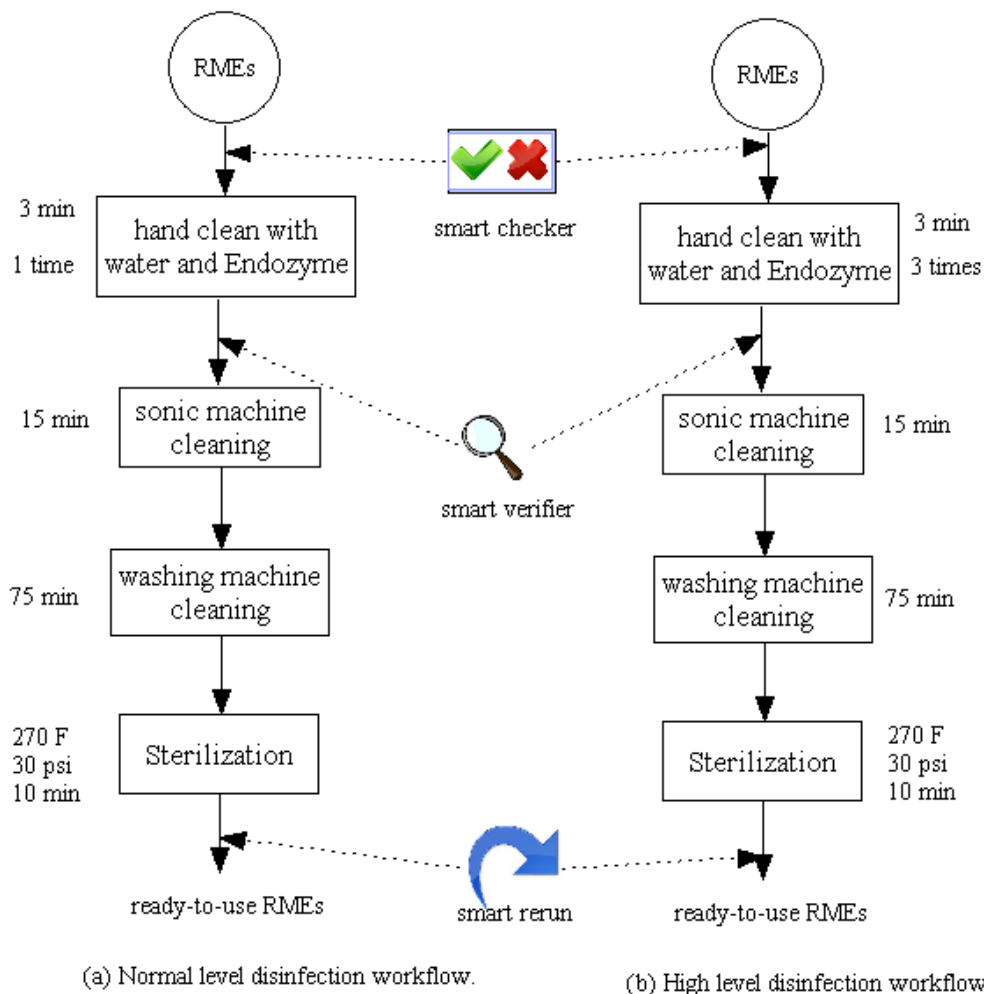 RMEs
RMEs
smart checker
3 min
1 time
hand clean with
water and Endozyme
hand clean with
water and Endozyme
3 min
3 times
15 min
sonic machine
cleaning
sonic machine
cleaning
15 min
smart verifier
75 min
washing machine
cleaning
washing machine
cleaning
75 min
270 F
30 psi
10 min
Sterilization
Sterilization
270 F
30 psi
10 min
ready-to-use RMEs
smart rerun
ready-to-use RMEs
(a) Normal level disinfection workflow.
(b) High level disinfection workflow